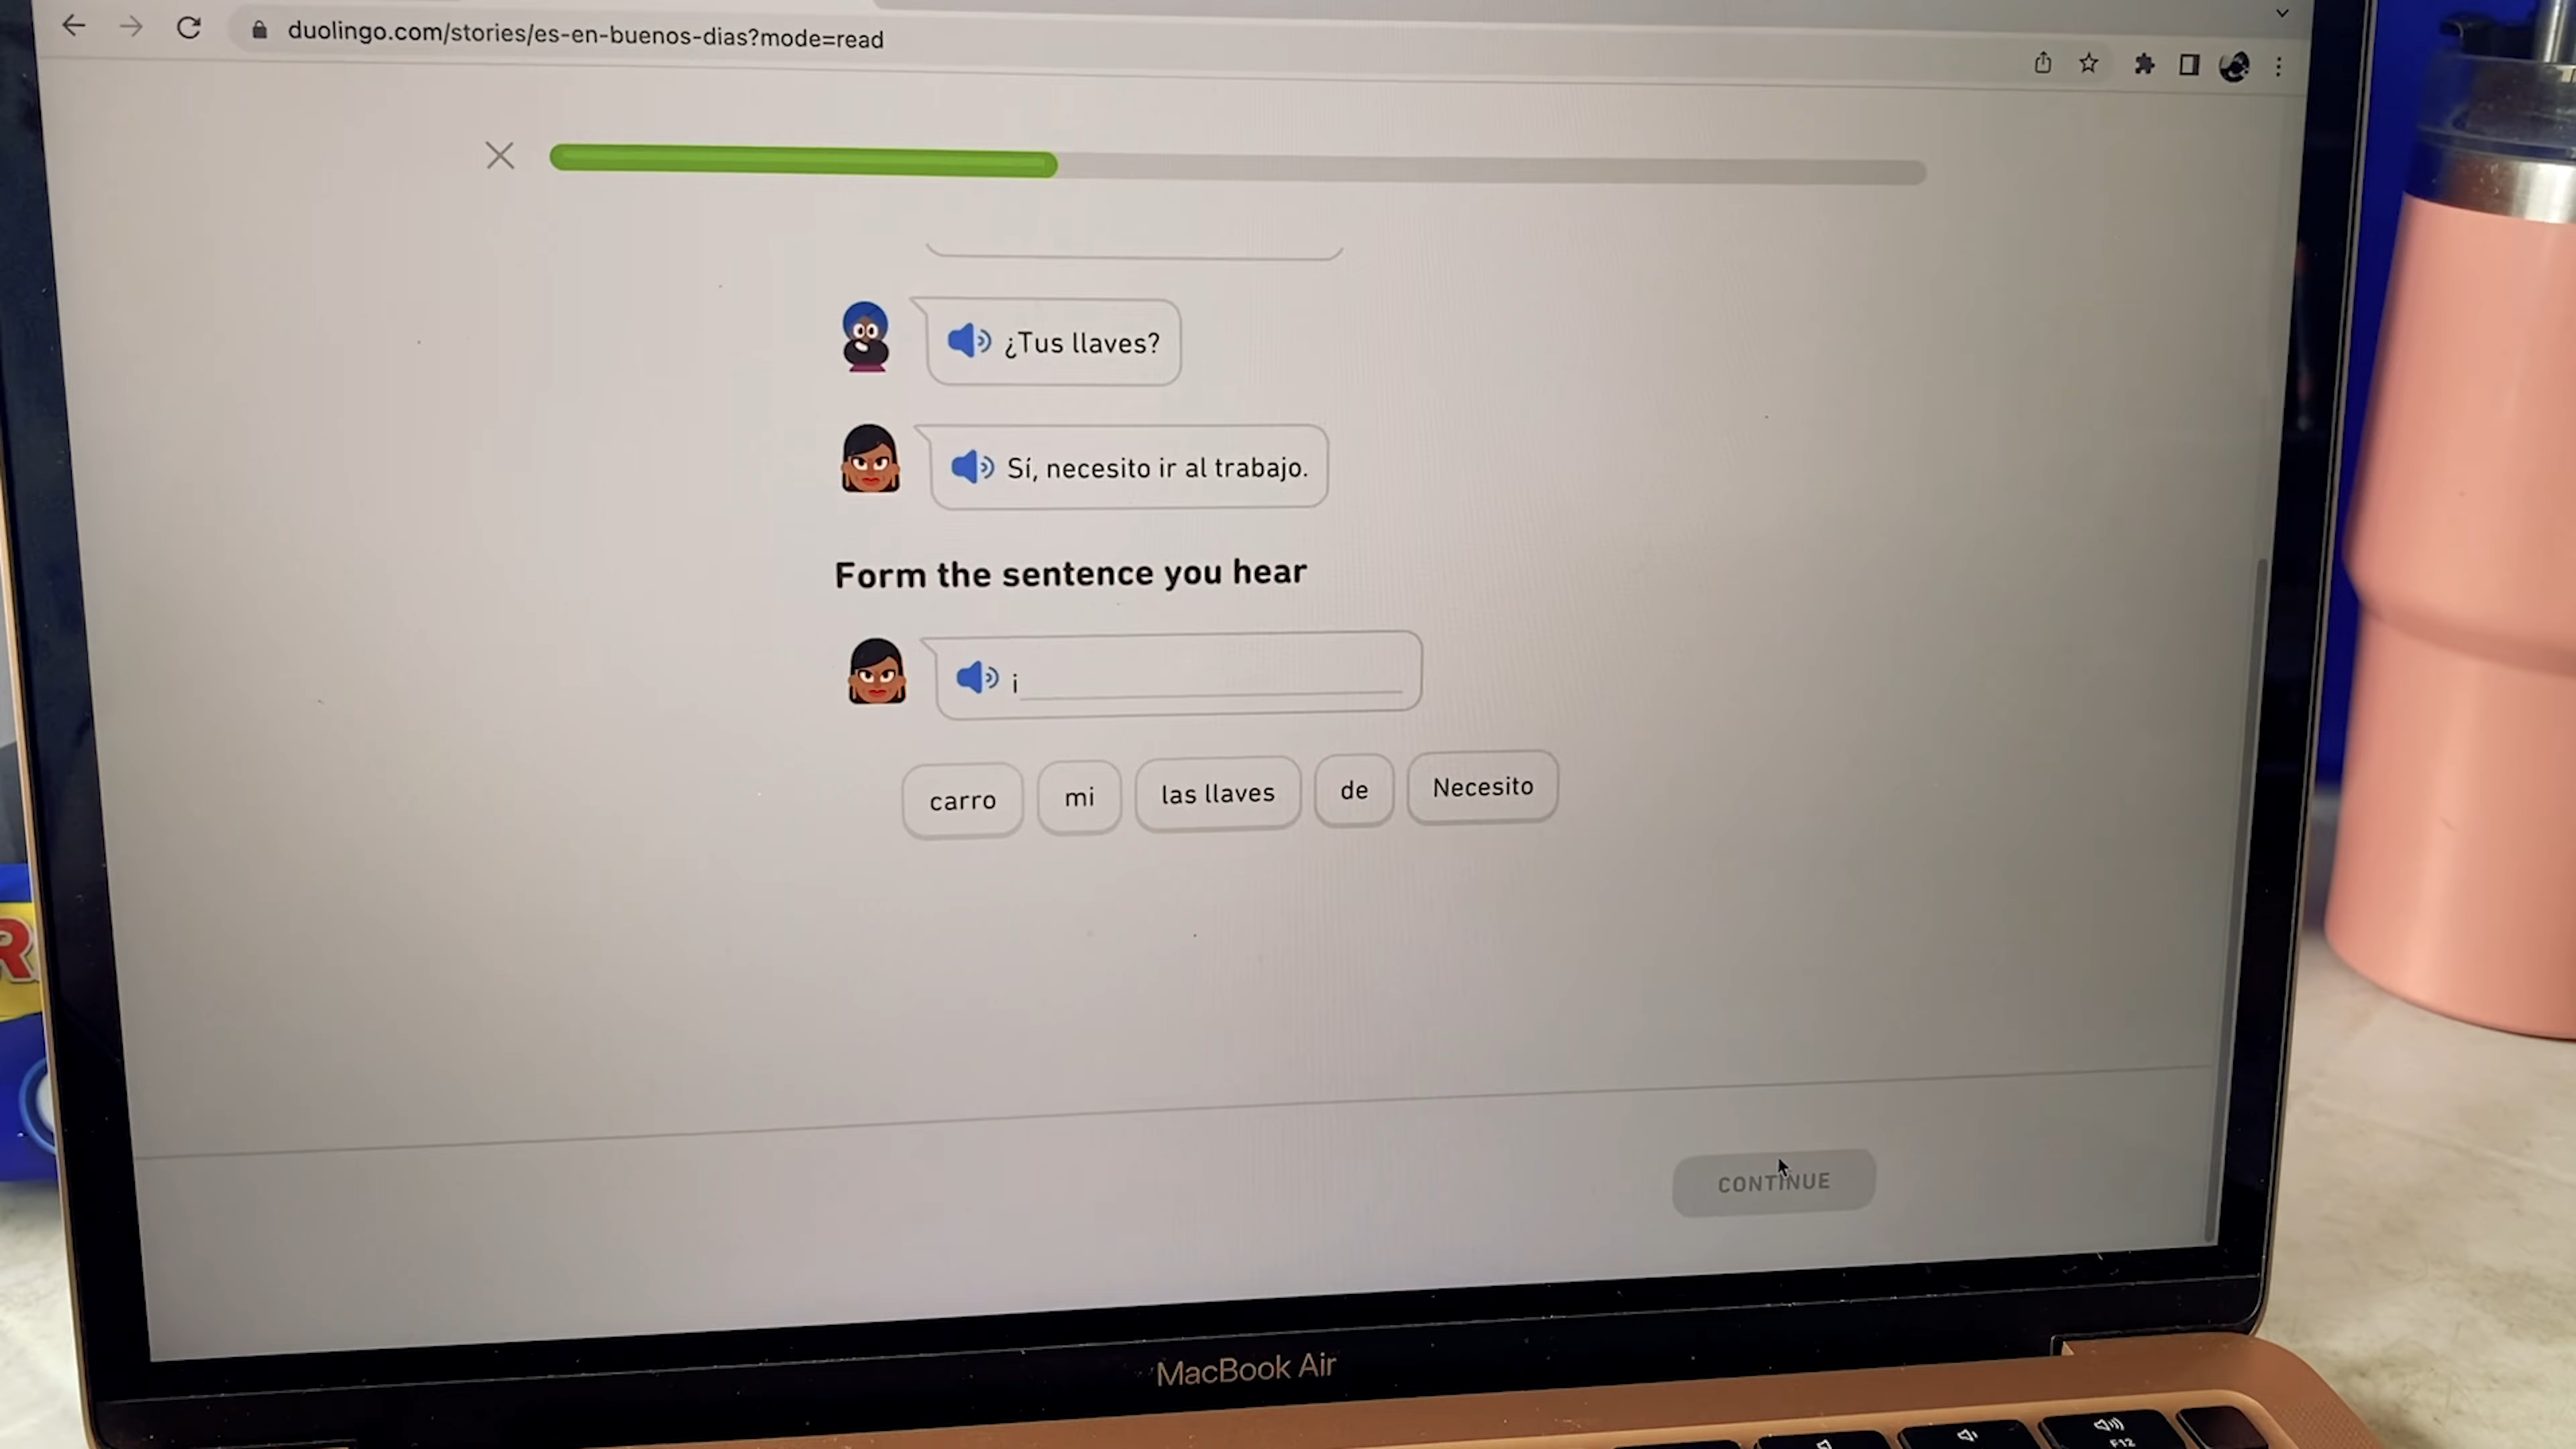 duolingo.com/stories/es-en-buenos-dias?mode=read
¿Tus llaves?
Sí, necesito ir al trabajo.
Form the sentence you hear
¡
carro mi las llaves de Necesito
CONTINUE
R
MacBook Air
F12